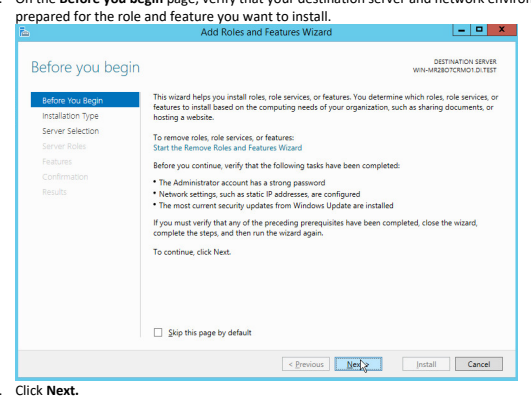 . On the Before you begin page, verify that your destination server and network environ
prepared for the role and feature you want to install.
Add Roles and Features Wizard
Before you begin
DESTINATION SERVER
WIN-MR28O7CRMO1.DI.TEST
Before You Begin
Installation Type
Server Selection
Server Roles
Features
Confirmation
Results
This wizard helps you install roles, role services, or features. You determine which roles, role services, or
features to install based on the computing needs of your organization, such as sharing documents, or
hosting a website.
To remove roles, role services, or features:
Start the Remove Roles and Features Wizard
Before you continue, verify that the following tasks have been completed:
• The Administrator account has a strong password
• Network settings, such as static IP addresses, are configured
• The most current security updates from Windows Update are installed
If you must verify that any of the preceding prerequisites have been completed, close the wizard,
complete the steps, and then run the wizard again.
To continue, click Next.
Skip this page by default
< Previous
Next >
Install
Cancel
. Click Next.